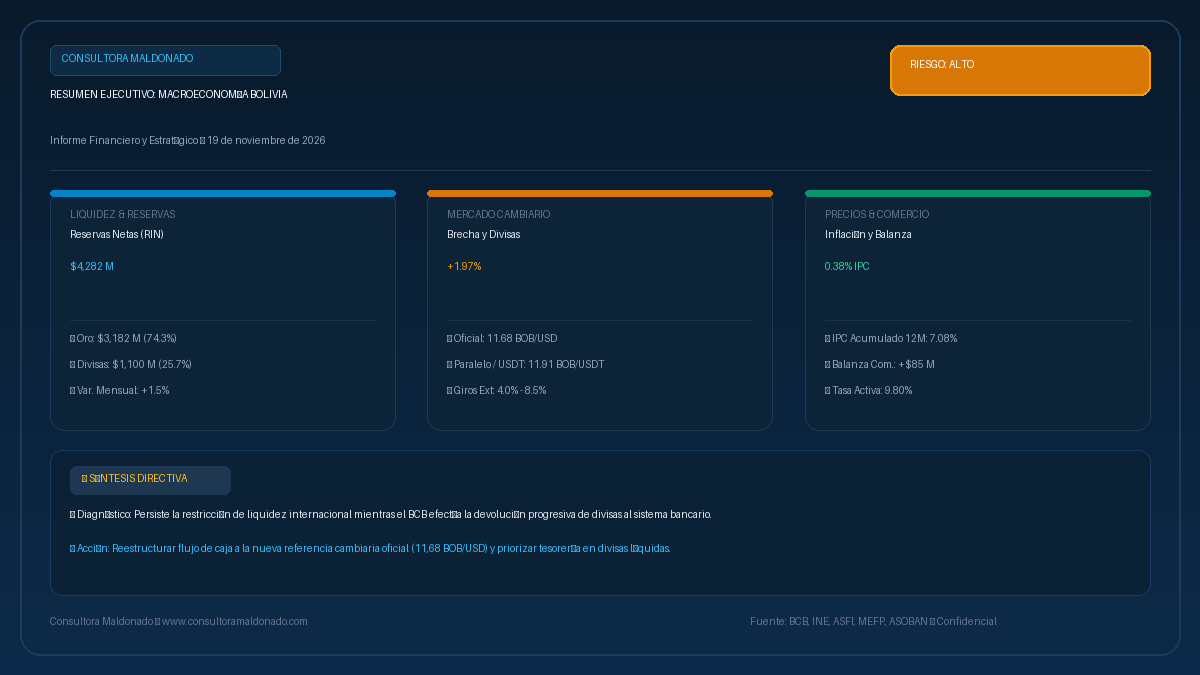 CONSULTORA MALDONADO
RIESGO: ALTO
RESUMEN EJECUTIVO: MACROECONOM☒A BOLIVIA
Informe Financiero y Estrat☒gico ☒ 19 de noviembre de 2026
LIQUIDEZ & RESERVAS
Reservas Netas (RIN)
$4,282 M
☒ Oro: $3,182 M (74.3%)
☒ Divisas: $1,100 M (25.7%)
☒ Var. Mensual: +1.5%
MERCADO CAMBIARIO
Brecha y Divisas
+1.97%
☒ Oficial: 11.68 BOB/USD
☒ Paralelo / USDT: 11.91 BOB/USDT
☒ Giros Ext: 4.0% - 8.5%
PRECIOS & COMERCIO
Inflaci☒n y Balanza
0.38% IPC
☒ IPC Acumulado 12M: 7.08%
☒ Balanza Com.: +$85 M
☒ Tasa Activa: 9.80%
☒ S☒NTESIS DIRECTIVA
☒ Diagn☒stico: Persiste la restricci☒n de liquidez internacional mientras el BCB efect☒a la devoluci☒n progresiva de divisas al sistema bancario.
☒ Acci☒n: Reestructurar flujo de caja a la nueva referencia cambiaria oficial (11,68 BOB/USD) y priorizar tesorer☒a en divisas l☒quidas.
Consultora Maldonado ☒ www.consultoramaldonado.com
Fuente: BCB, INE, ASFI, MEFP, ASOBAN ☒ Confidencial